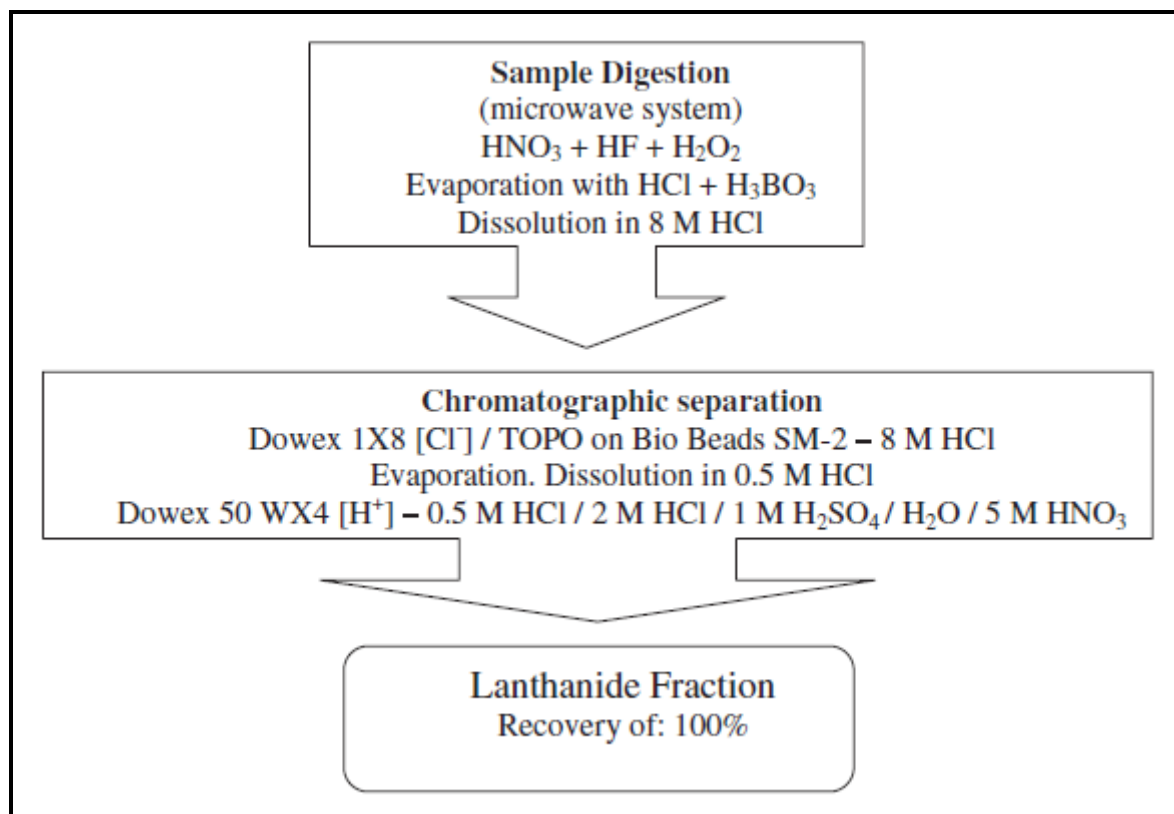 Sample Digestion
(microwave system)
HNO₃ + HF + H₂O₂
Evaporation with HCl + H₃BO₃
Dissolution in 8 M HCl
Chromatographic separation
Dowex 1X8 [Cl⁻] / TOPO on Bio Beads SM-2 – 8 M HCl
Evaporation. Dissolution in 0.5 M HCl
Dowex 50 WX4 [H⁺] – 0.5 M HCl / 2 M HCl / 1 M H₂SO₄ / H₂O / 5 M HNO₃
Lanthanide Fraction
Recovery of: 100%